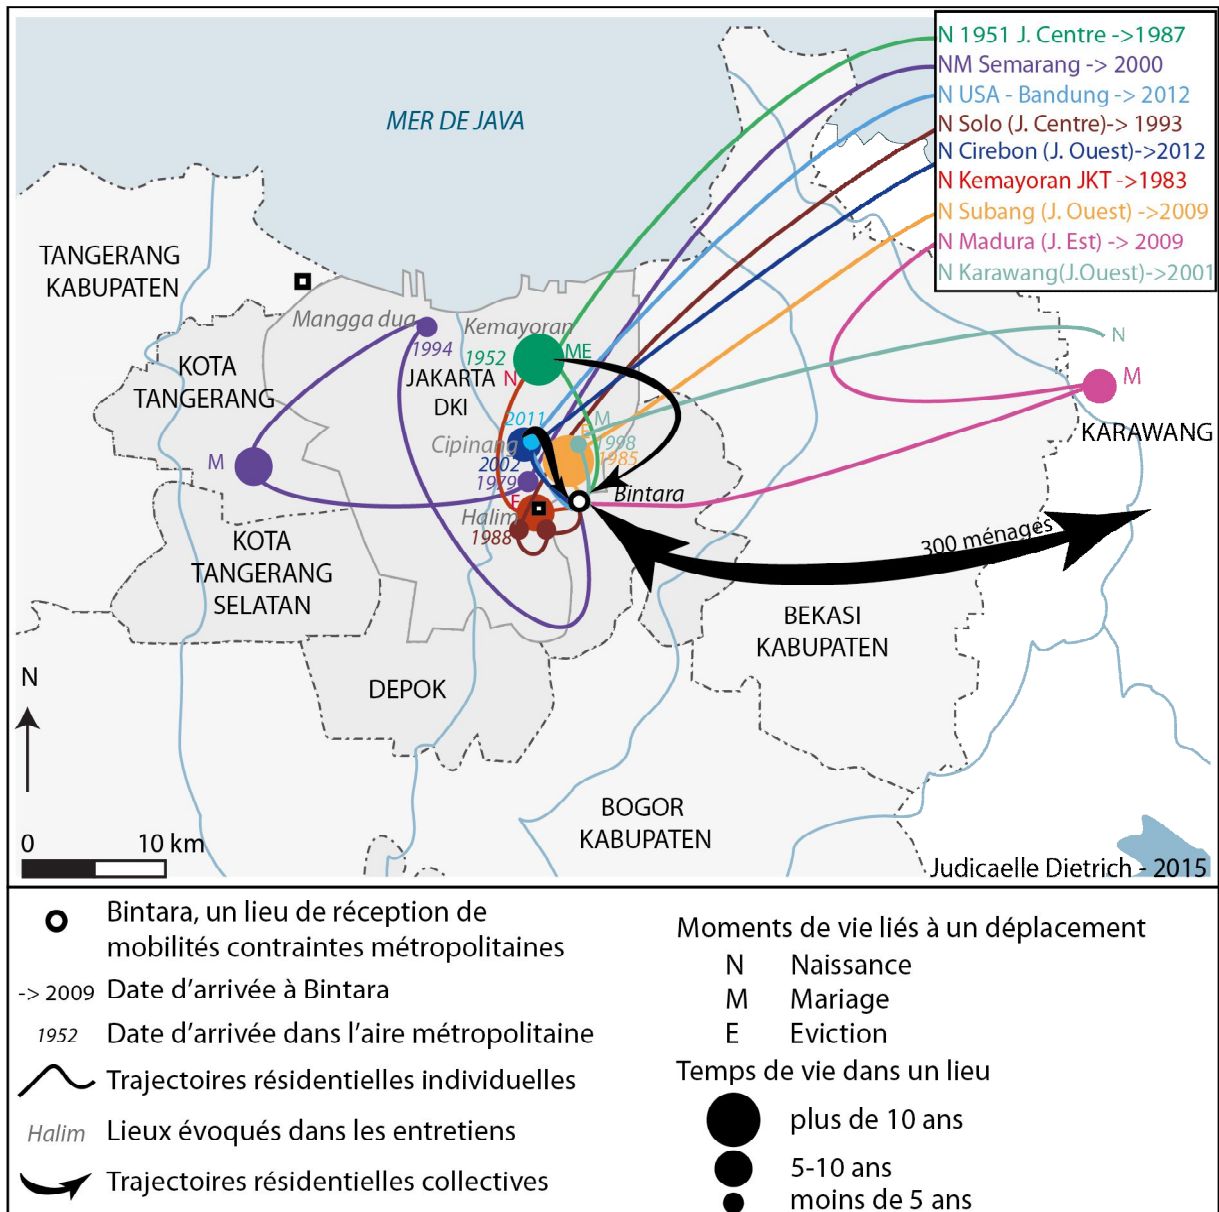 MER DE JAVA
N 1951 J. Centre ->1987
NM Semarang -> 2000
N USA - Bandung -> 2012
N Solo (J. Centre)-> 1993
N Cirebon (J. Ouest)->2012
N Kemayoran JKT ->1983
N Subang (J. Ouest) ->2009
N Madura (J. Est) -> 2009
N Karawang(J.Ouest)->2001
TANGERANG
KABUPATEN
Mangga dua
1994
Kemayoran
1952
ME
N
N
KOTA
TANGERANG
JAKARTA
DKI
M
KARAWANG
2011
M
E
1998
Cipinang
1985
2002
M
1979
Bintara
E
Halim
1988
300 ménages
KOTA
TANGERANG
SELATAN
BEKASI
KABUPATEN
N
DEPOK
BOGOR
KABUPATEN
0 10 km
Judicaelle Dietrich - 2015
Bintara, un lieu de réception de
mobilités contraintes métropolitaines
-> 2009 Date d'arrivée à Bintara
1952 Date d'arrivée dans l'aire métropolitaine
Trajectoires résidentielles individuelles
Halim Lieux évoqués dans les entretiens
Trajectoires résidentielles collectives
Moments de vie liés à un déplacement
N Naissance
M Mariage
E Eviction
Temps de vie dans un lieu
plus de 10 ans
5-10 ans
moins de 5 ans